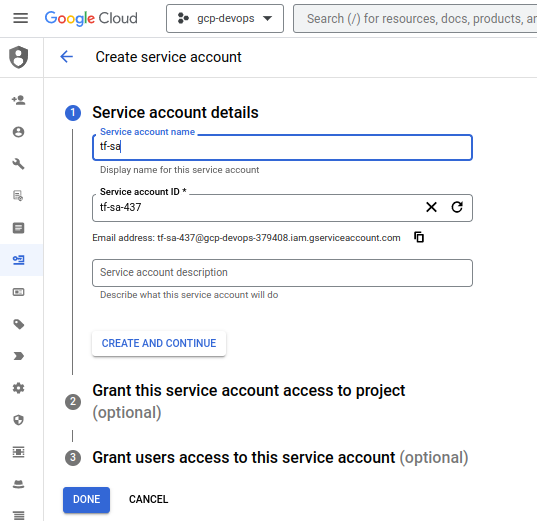 Google Cloud
gcp-devops
Search (/) for resources, docs, products, an
Create service account
1
Service account details
Service account name
tf-sa
Display name for this service account
Service account ID *
tf-sa-437
Email address: tf-sa-437@gcp-devops-379408.iam.gserviceaccount.com
Service account description
Describe what this service account will do
CREATE AND CONTINUE
2
Grant this service account access to project
(optional)
3
Grant users access to this service account (optional)
DONE
CANCEL